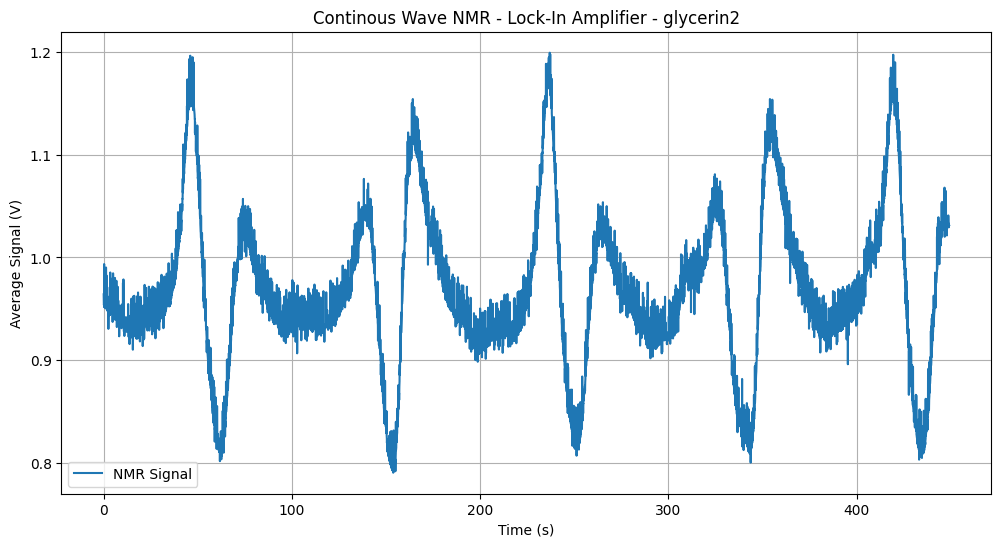 Continous Wave NMR - Lock-In Amplifier - glycerin2
Average Signal (V)
1.2
1.1
1.0
0.9
0.8
NMR Signal
0 100 200 300 400
Time (s)